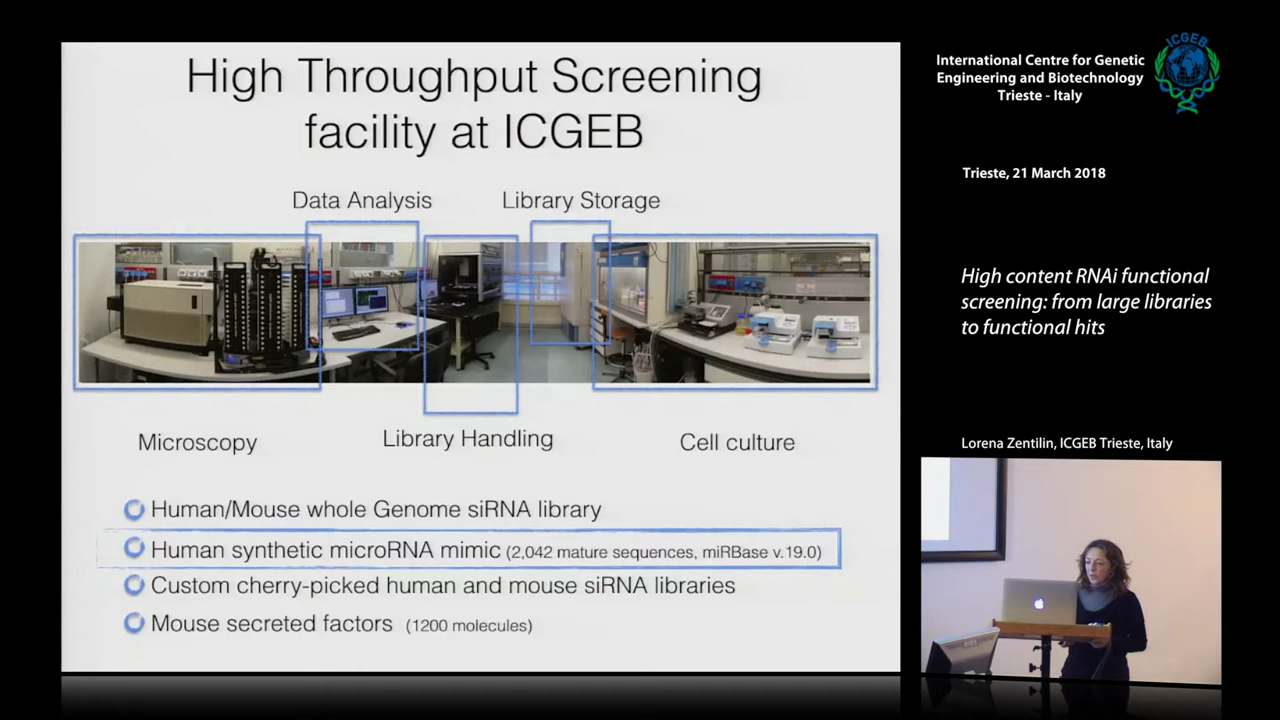 High Throughput Screening
facility at ICGEB
Data Analysis
Library Storage
Microscopy
Library Handling
Cell culture
Human/Mouse whole Genome siRNA library
Human synthetic microRNA mimic (2,042 mature sequences, miRBase v.19.0)
Custom cherry-picked human and mouse siRNA libraries
Mouse secreted factors (1200 molecules)
International Centre for Genetic
Engineering and Biotechnology
Trieste - Italy
ICGEB
Trieste, 21 March 2018
High content RNAi functional
screening: from large libraries
to functional hits
Lorena Zentilin, ICGEB Trieste, Italy